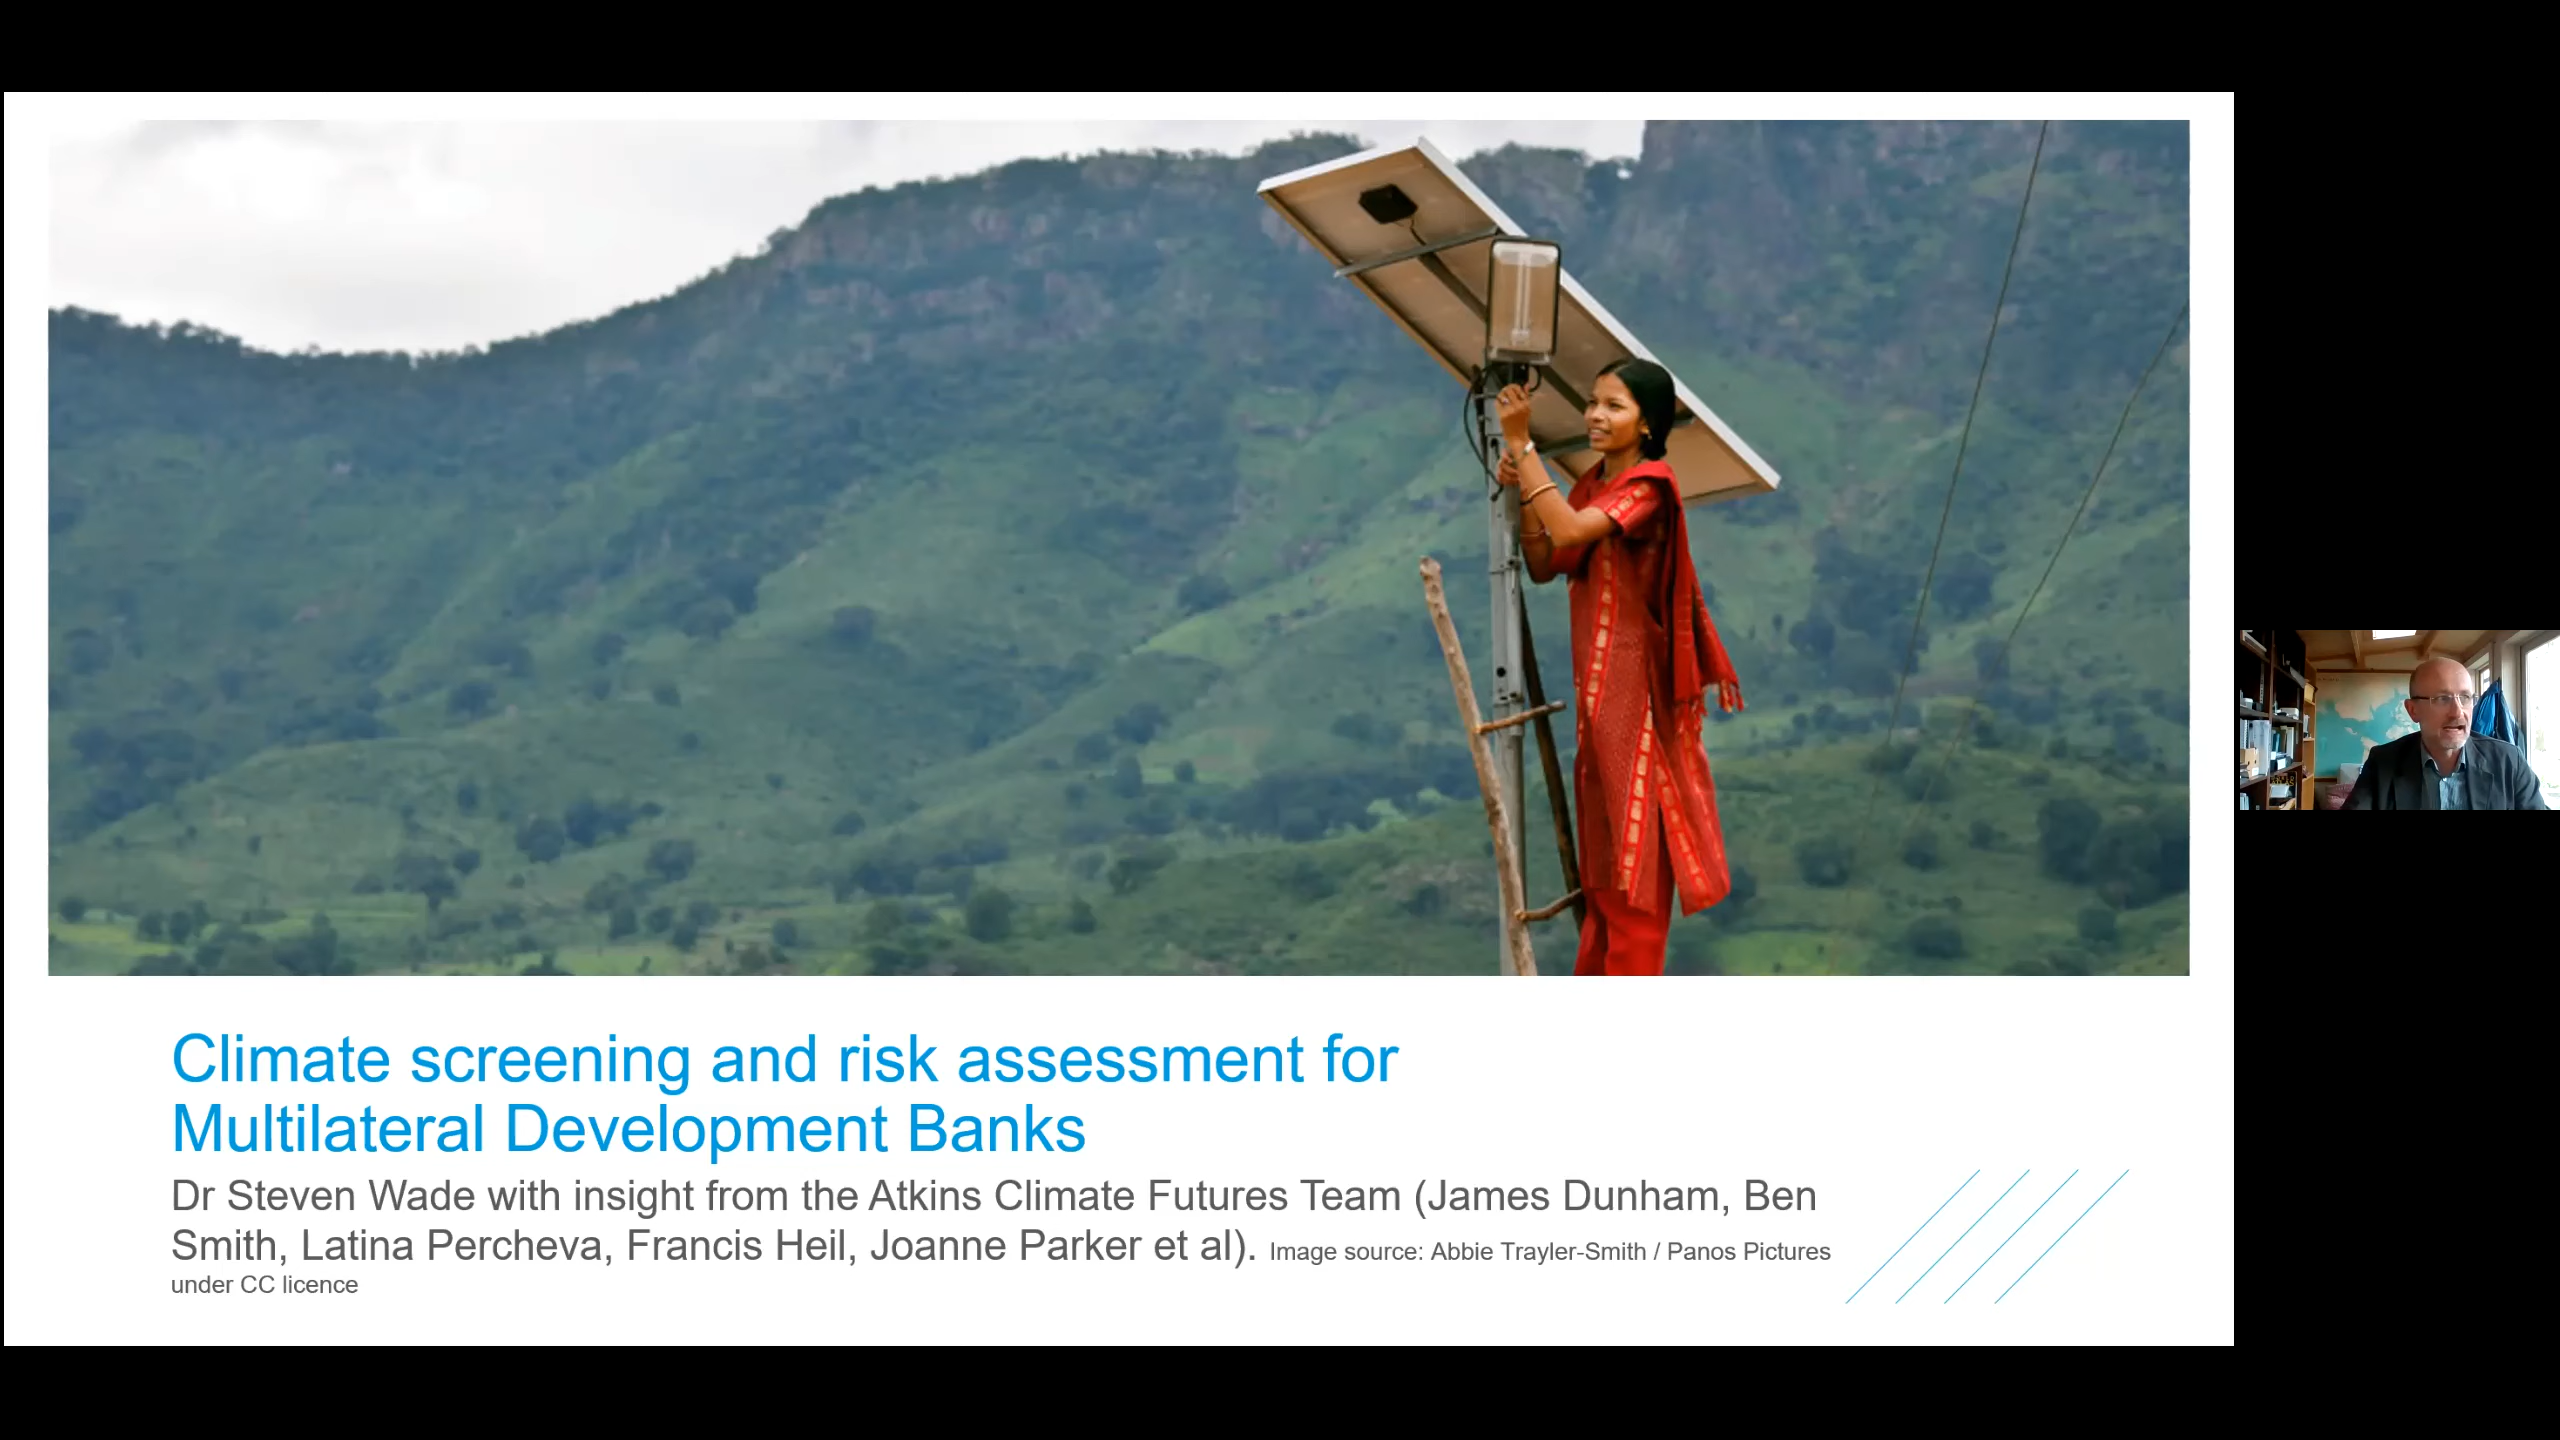 Climate screening and risk assessment for
Multilateral Development Banks
Dr Steven Wade with insight from the Atkins Climate Futures Team (James Dunham, Ben
Smith, Latina Percheva, Francis Heil, Joanne Parker et al). Image source: Abbie Trayler-Smith / Panos Pictures
under CC licence